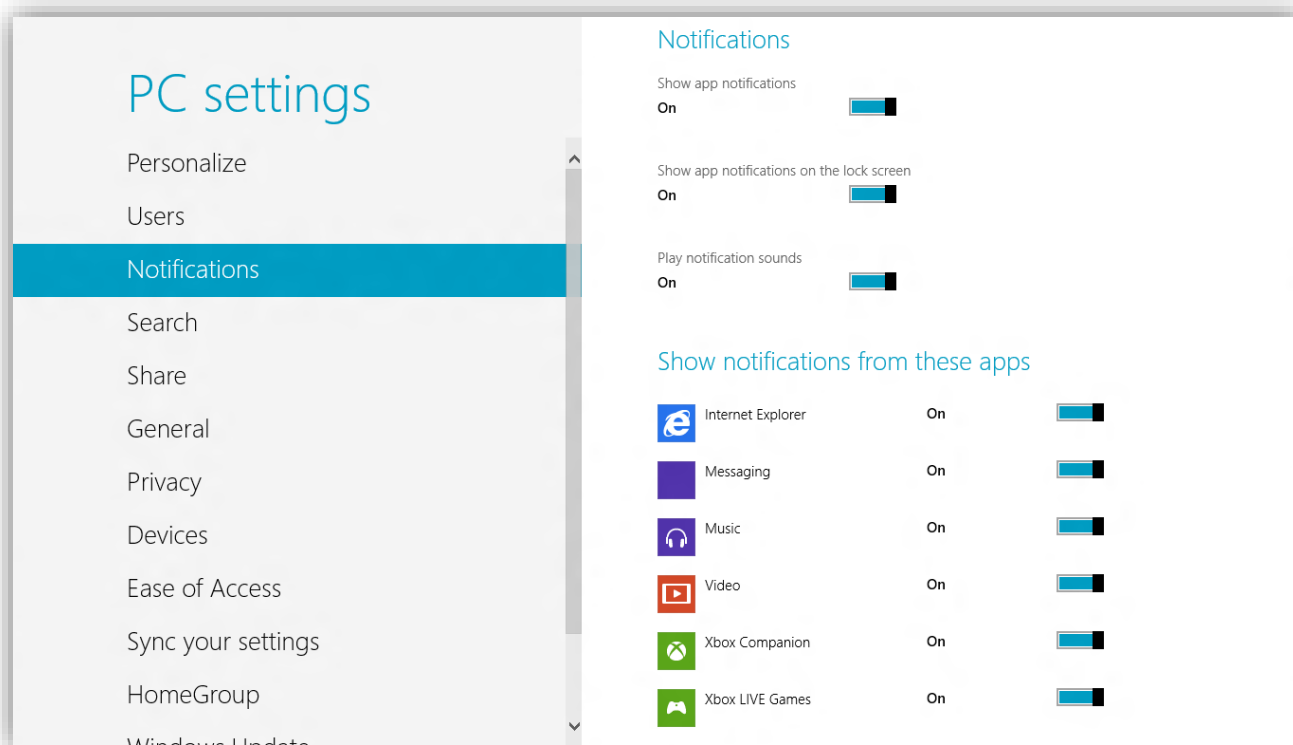 PC settings
Personalize
Users
Notifications
Search
Share
General
Privacy
Devices
Ease of Access
Sync your settings
HomeGroup
Windows Update
Notifications
Show app notifications
On
Show app notifications on the lock screen
On
Play notification sounds
On
Show notifications from these apps
Internet Explorer On
Messaging On
Music On
Video On
Xbox Companion On
Xbox LIVE Games On